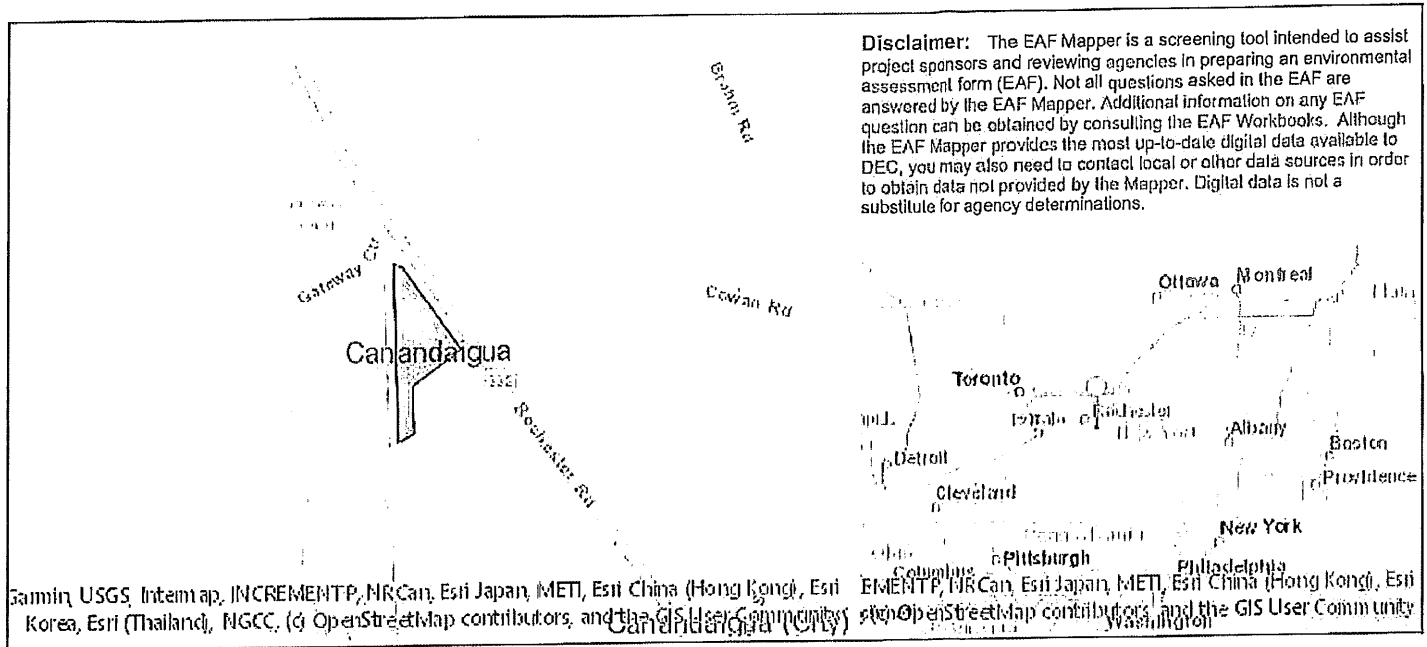 Disclaimer: The EAF Mapper is a screening tool intended to assist
project sponsors and reviewing agencies in preparing an environmental
assessment form (EAF). Not all questions asked in the EAF are
answered by the EAF Mapper. Additional information on any EAF
question can be obtained by consulting the EAF Workbooks. Although
the EAF Mapper provides the most up-to-date digital data available to
DEC, you may also need to contact local or other data sources in order
to obtain data not provided by the Mapper. Digital data is not a
substitute for agency determinations.
Brahm Rd
Gateway
Cowan Rd
Canandaigua
332
Rochester Rd
Ottawa
Montreal
Toronto
Rochester
Albany
Boston
Detroit
Providence
Cleveland
New York
Pittsburgh
Philadelphia
Columbus
Washington
Garmin, USGS, Intermap, INCREMENT P, NRCan, Esri Japan, METI, Esri China (Hong Kong), Esri
Korea, Esri (Thailand), NGCC, (c) OpenStreetMap contributors, and the GIS User Community
Canandaigua (City)
EMENT P, NRCan, Esri Japan, METI, Esri China (Hong Kong), Esri
OpenStreetMap contributors, and the GIS User Community